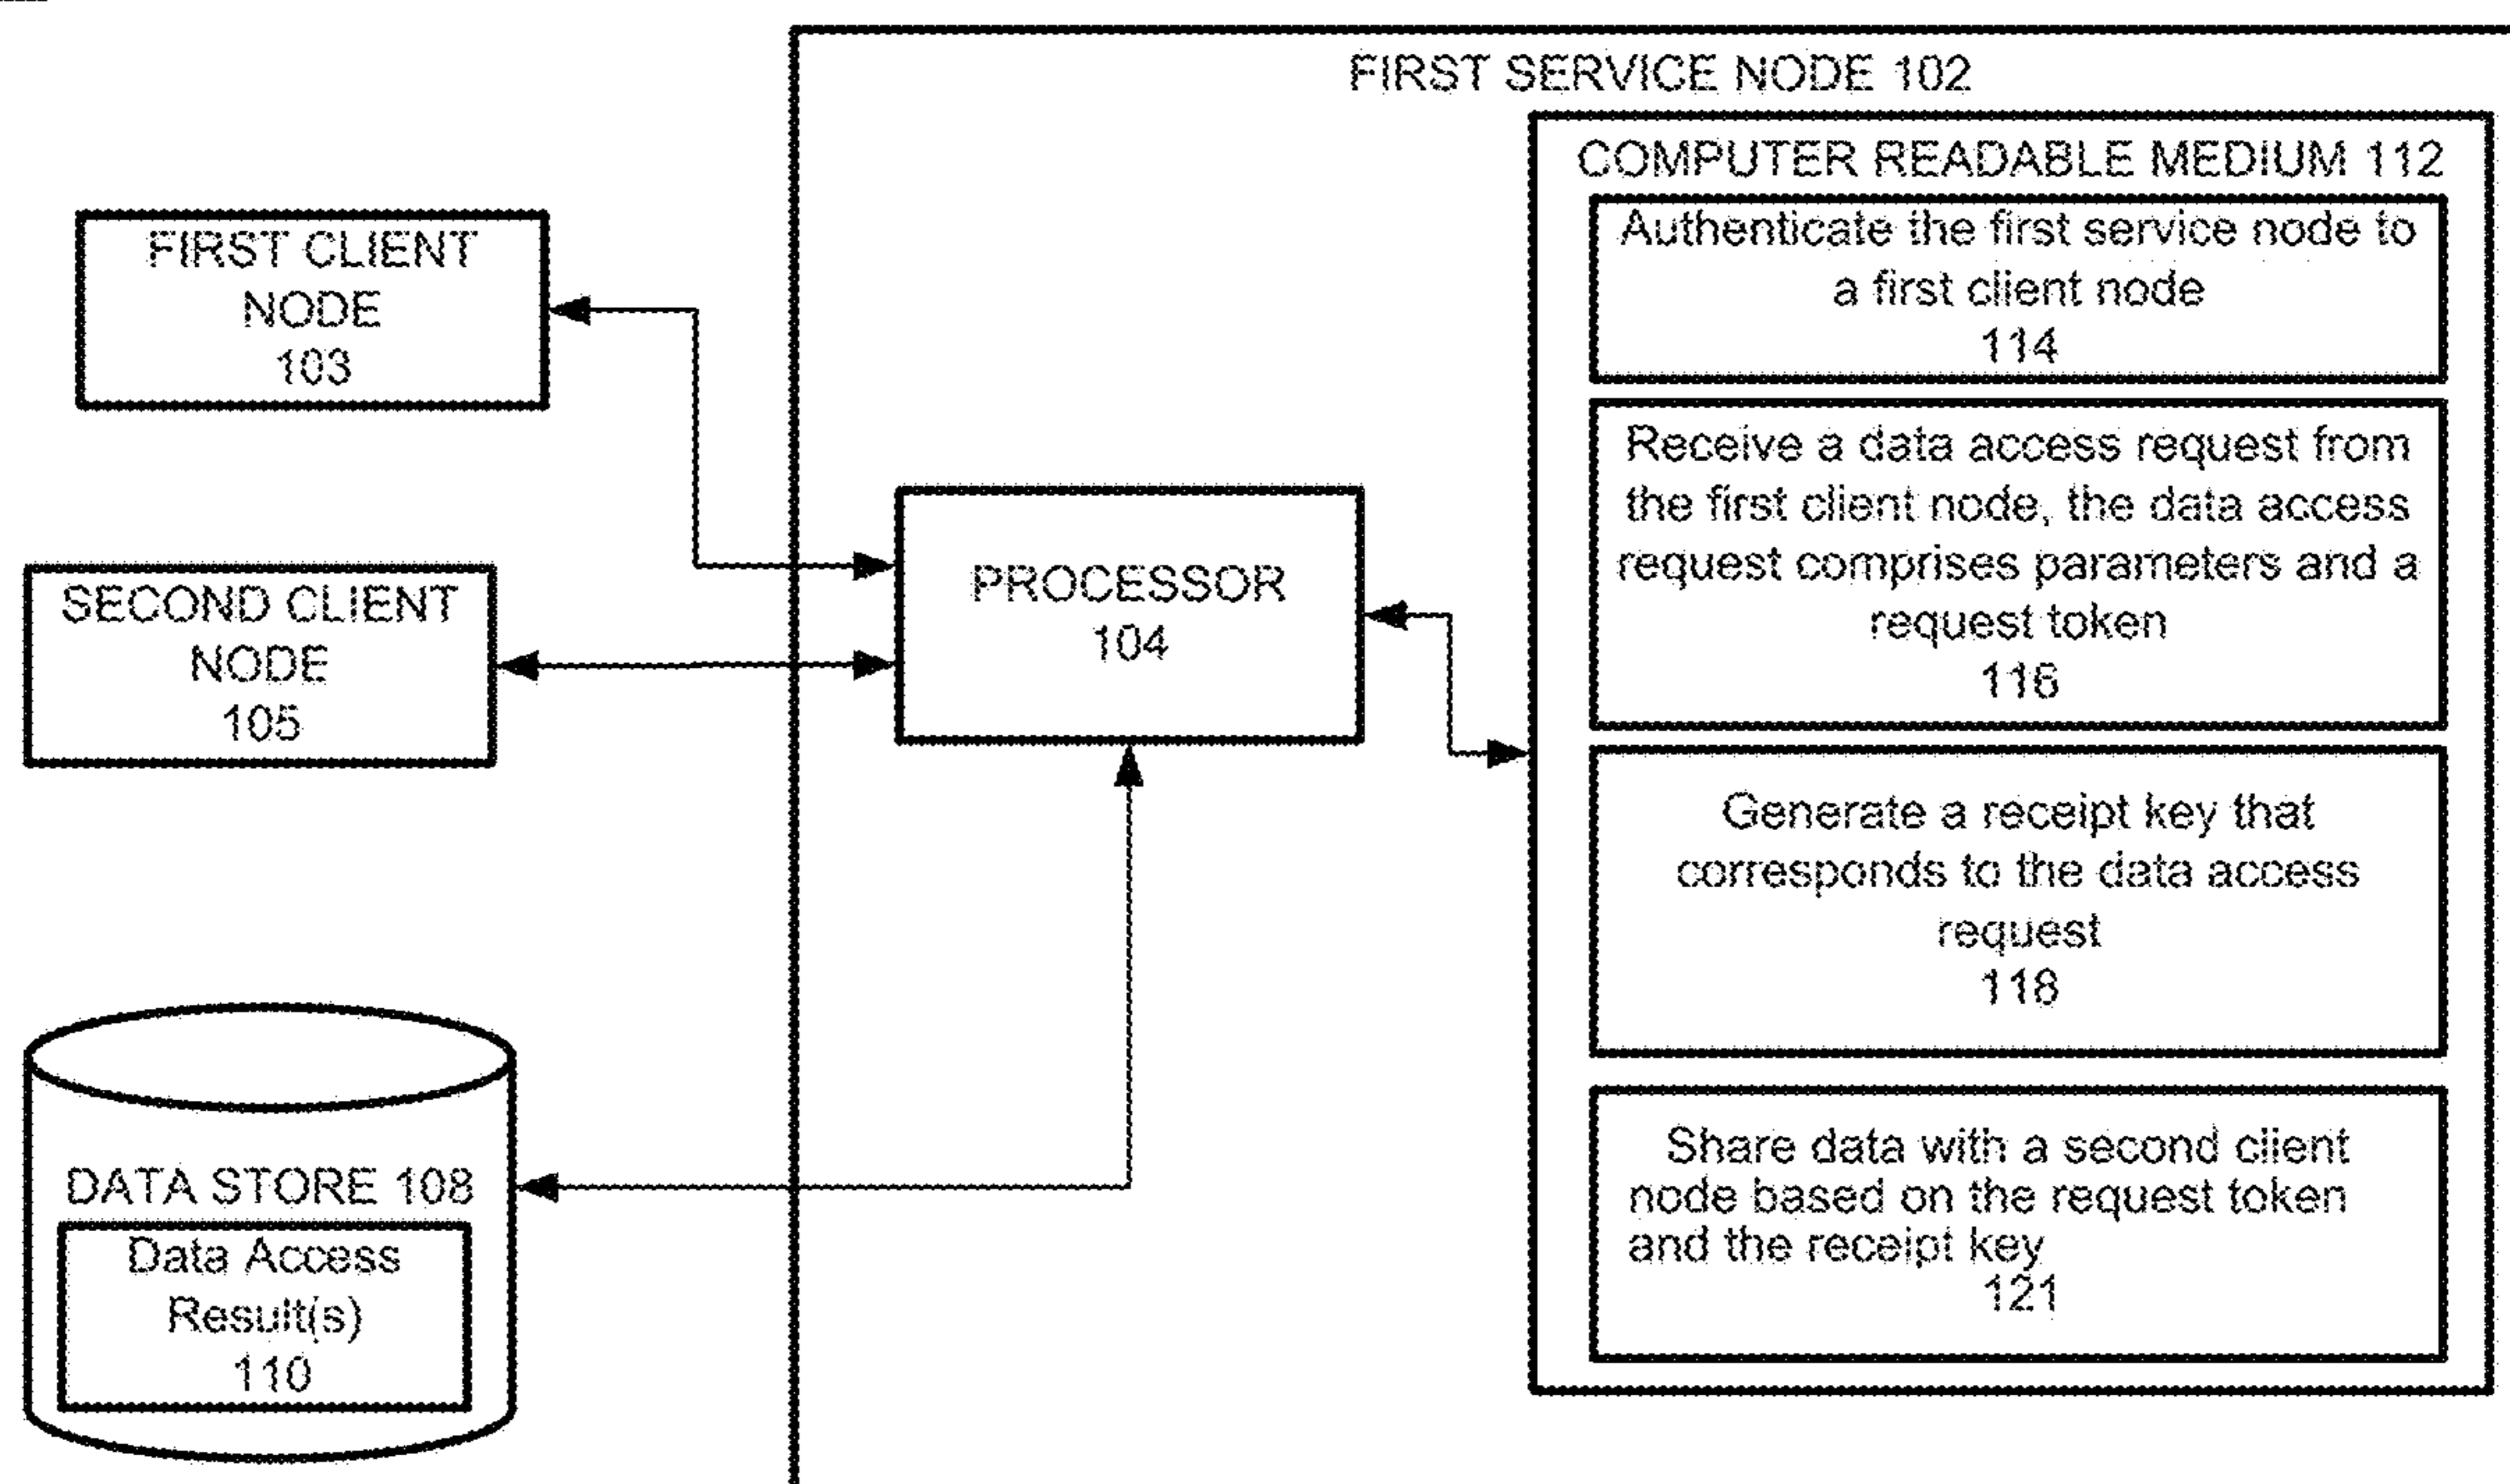 FIRST SERVICE NODE 102
COMPUTER READABLE MEDIUM 112
Authenticate the first service node to
a first client node
114
Receive a data access request from
the first client node, the data access
request comprises parameters and a
request token
116
Generate a receipt key that
corresponds to the data access
request
118
Share data with a second client
node based on the request token
and the receipt key
121
FIRST CLIENT
NODE
103
SECOND CLIENT
NODE
105
PROCESSOR
104
DATA STORE 108
Data Access
Result(s)
110